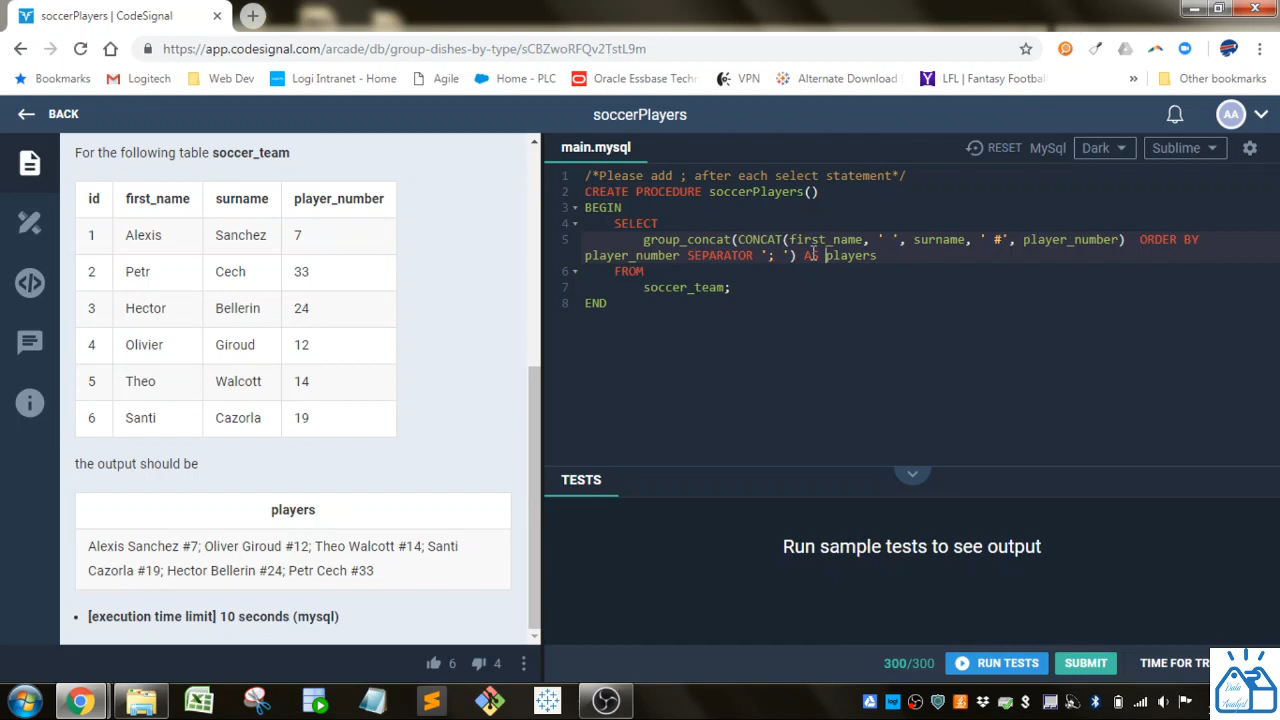 soccerPlayers | CodeSignal
https://app.codesignal.com/arcade/db/group-dishes-by-type/sCBZwoRFQv2TstL9m
Bookmarks Logitech Web Dev Logi Intranet - Home Agile Home - PLC Oracle Essbase Techn VPN Alternate Download LFL | Fantasy Football » Other bookmarks
BACK soccerPlayers AA
For the following table soccer_team
id first_name surname player_number
1 Alexis Sanchez 7
2 Petr Cech 33
3 Hector Bellerin 24
4 Olivier Giroud 12
5 Theo Walcott 14
6 Santi Cazorla 19
the output should be
players
Alexis Sanchez #7; Oliver Giroud #12; Theo Walcott #14; Santi
Cazorla #19; Hector Bellerin #24; Petr Cech #33
• [execution time limit] 10 seconds (mysql)
6 4
main.mysql RESET MySql Dark Sublime
1 /*Please add ; after each select statement*/
2 CREATE PROCEDURE soccerPlayers()
3 BEGIN
4 SELECT
5 group_concat(CONCAT(first_name, ' ', surname, ' #', player_number) ORDER BY
player_number SEPARATOR '; ') AS players
6 FROM
7 soccer_team;
8 END
TESTS
Run sample tests to see output
300/300 RUN TESTS SUBMIT TIME FOR TR
Data
Analyst